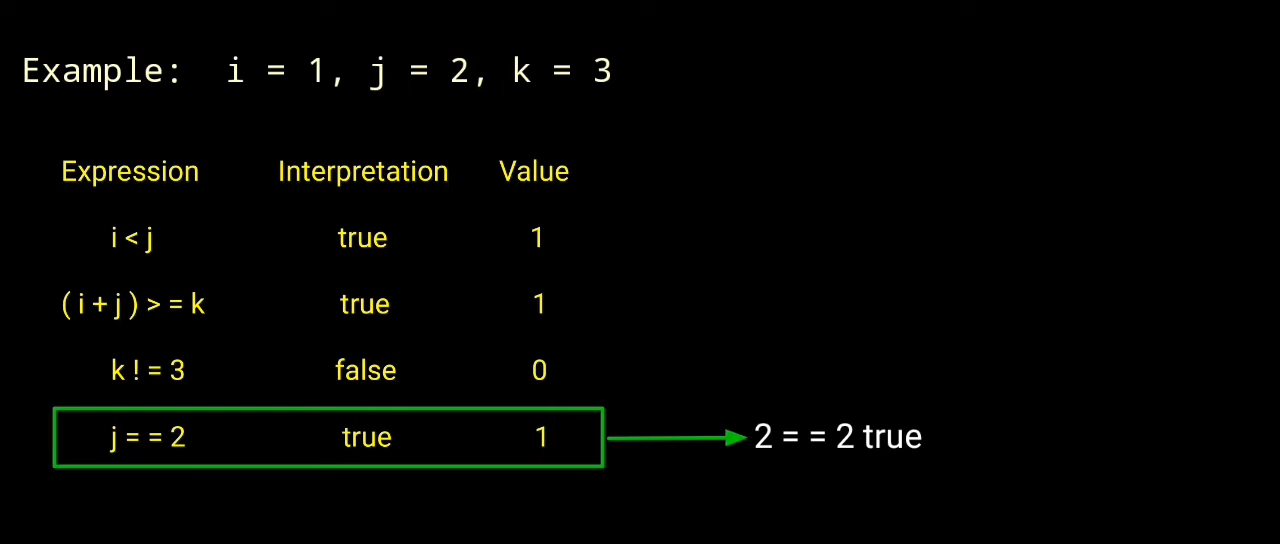 Example: i = 1, j = 2, k = 3
Expression Interpretation Value
i < j true 1
( i + j ) > = k true 1
k ! = 3 false 0
j = = 2 true 1 2 = = 2 true